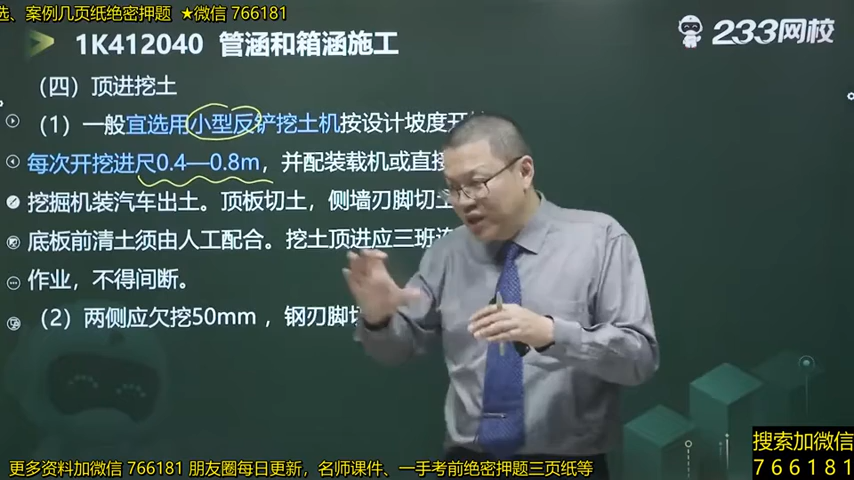 选、案例几页纸绝密押题 ★微信 766181
1K412040 管涵和箱涵施工
233网校
（四）顶进挖土
（1）一般宜选用小型反铲挖土机按设计坡度开
每次开挖进尺0.4—0.8m，并配装载机或直接
挖掘机装汽车出土。顶板切土，侧墙刃脚切土
底板前清土须由人工配合。挖土顶进应三班连
作业，不得间断。
（2）两侧应欠挖50mm，钢刃脚切
搜索加微信
766181
更多资料加微信 766181 朋友圈每日更新，名师课件、一手考前绝密押题三页纸等